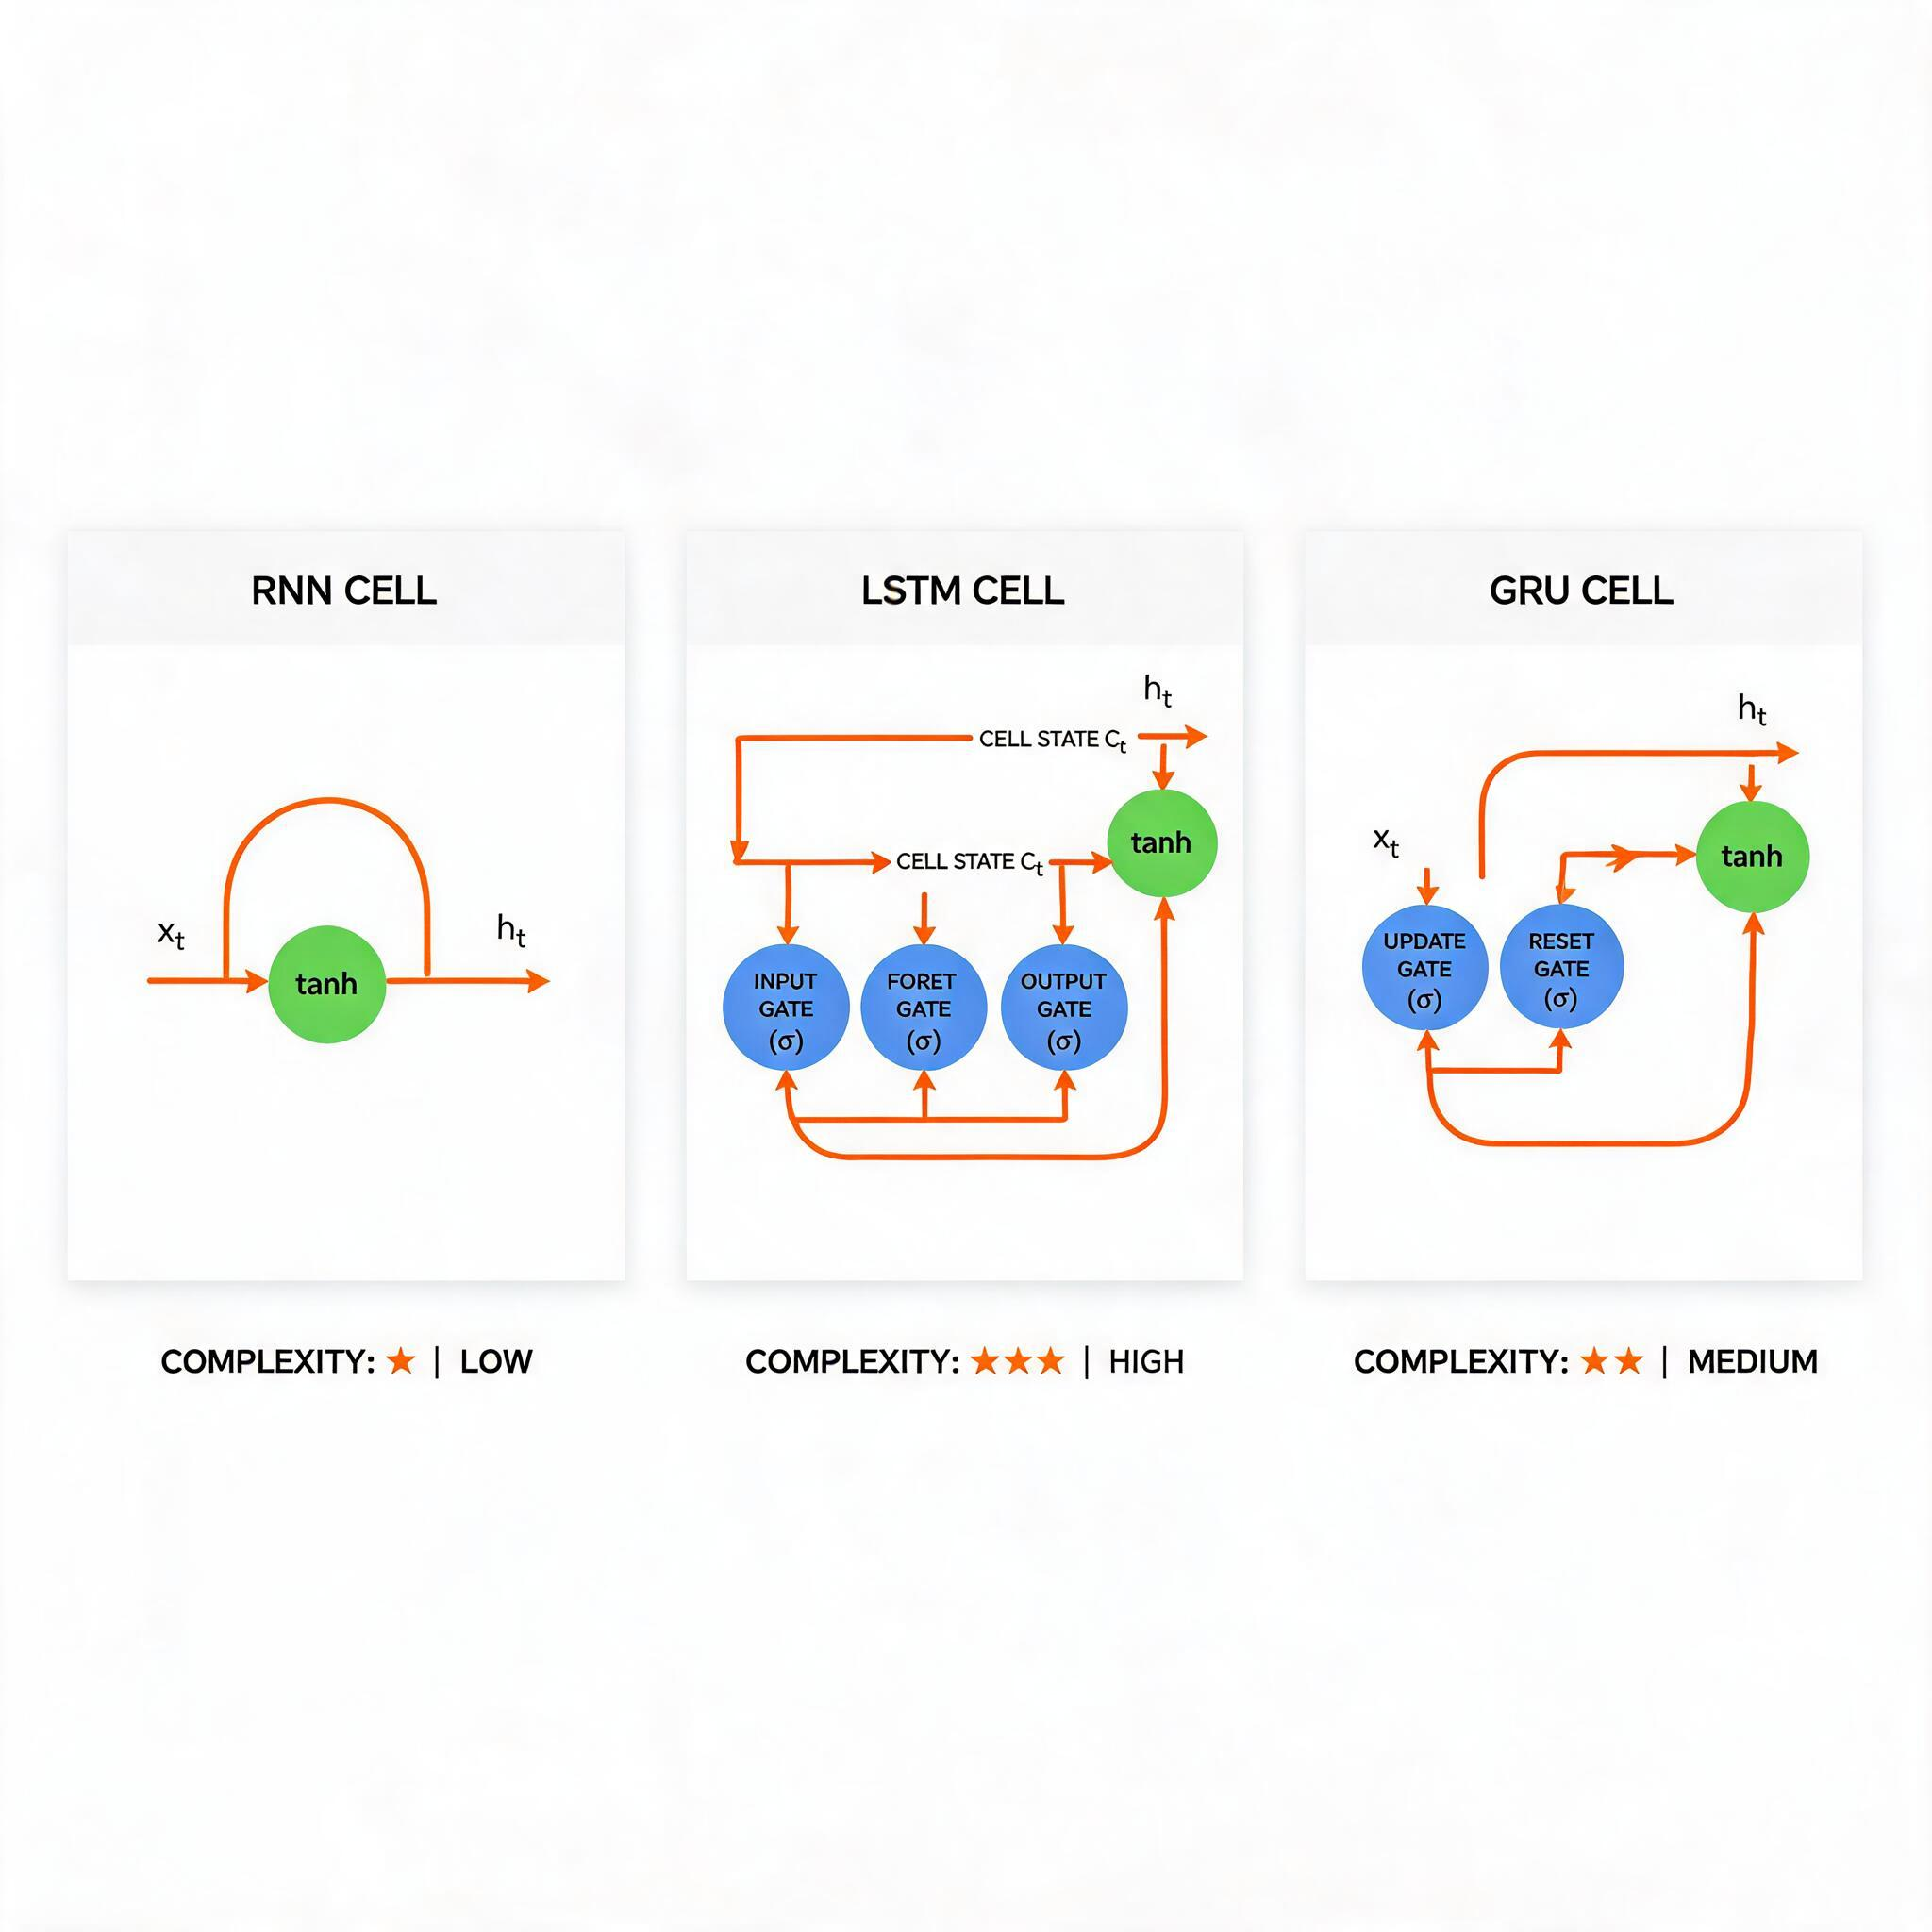 RNN CELL
xₜ
hₜ
tanh
COMPLEXITY: ★ | LOW
LSTM CELL
hₜ
CELL STATE Cₜ
tanh
CELL STATE Cₜ
INPUT
GATE
(σ)
FORET
GATE
(σ)
OUTPUT
GATE
(σ)
COMPLEXITY: ★★★ | HIGH
GRU CELL
hₜ
xₜ
tanh
UPDATE
GATE
(σ)
RESET
GATE
(σ)
COMPLEXITY: ★★ | MEDIUM